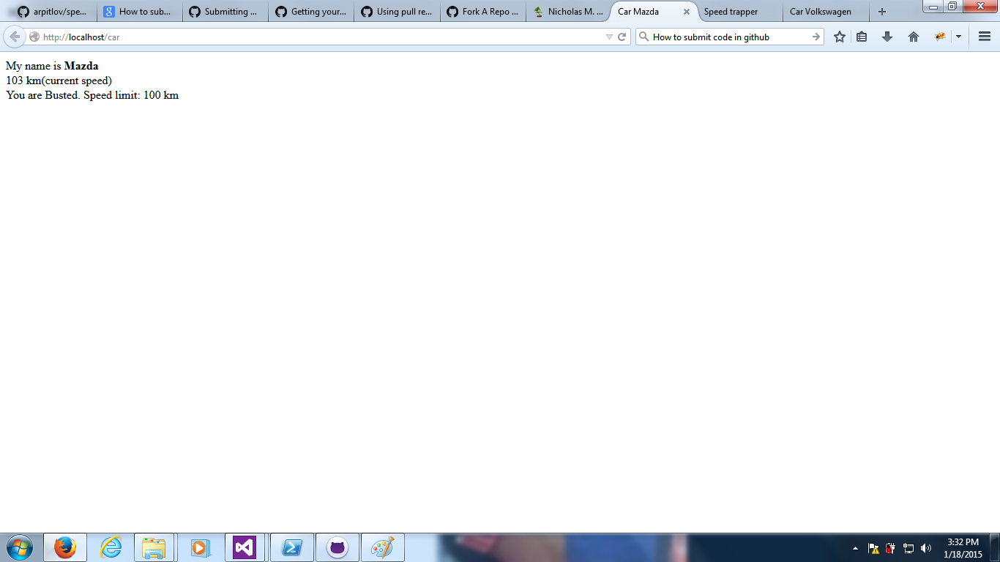 arpitlov/spe...
How to sub...
Submitting ...
Getting your...
Using pull re...
Fork A Repo ...
Nicholas M. ...
Car Mazda
Speed trapper
Car Volkswagen
http://localhost/car
How to submit code in github
My name is Mazda
103 km(current speed)
You are Busted. Speed limit: 100 km
3:32 PM
1/18/2015